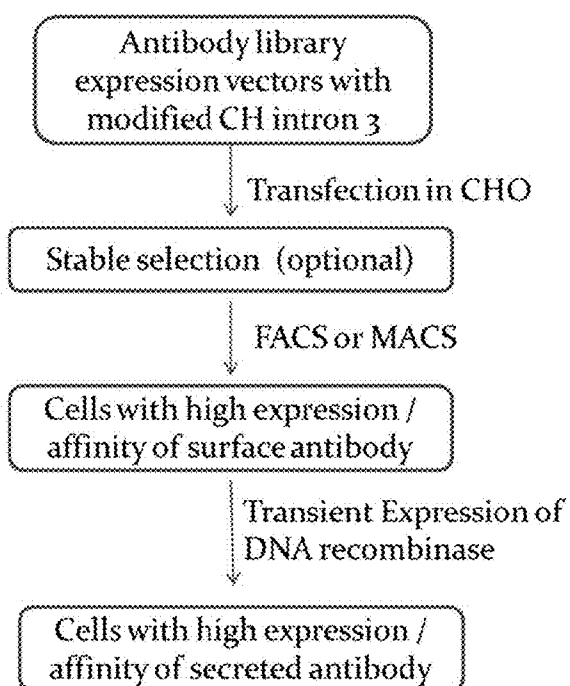 Antibody library
expression vectors with
modified CH intron 3
Transfection in CHO
Stable selection (optional)
FACS or MACS
Cells with high expression /
affinity of surface antibody
Transient Expression of
DNA recombinase
Cells with high expression /
affinity of secreted antibody